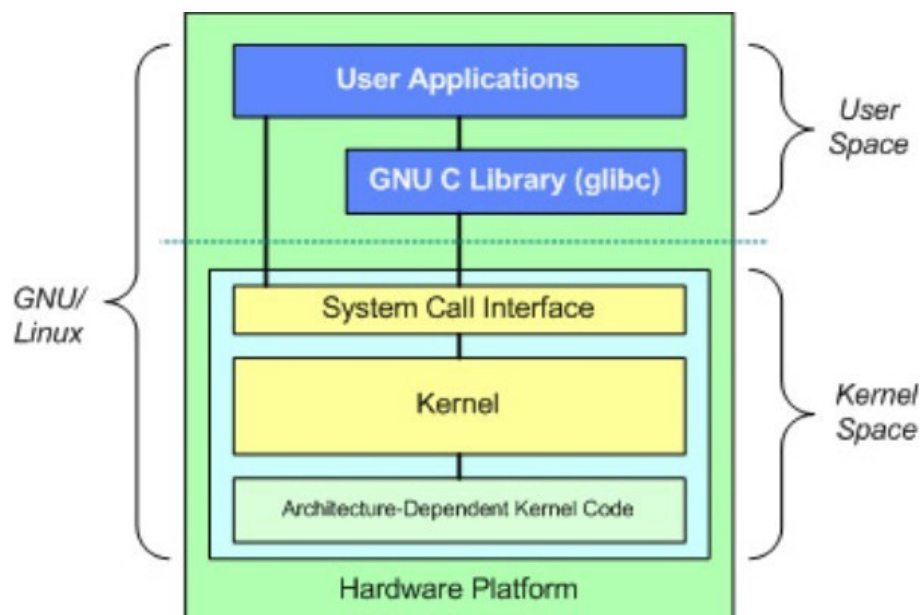 User Applications
GNU C Library (glibc)
User
Space
GNU/
Linux
System Call Interface
Kernel
Architecture-Dependent Kernel Code
Kernel
Space
Hardware Platform